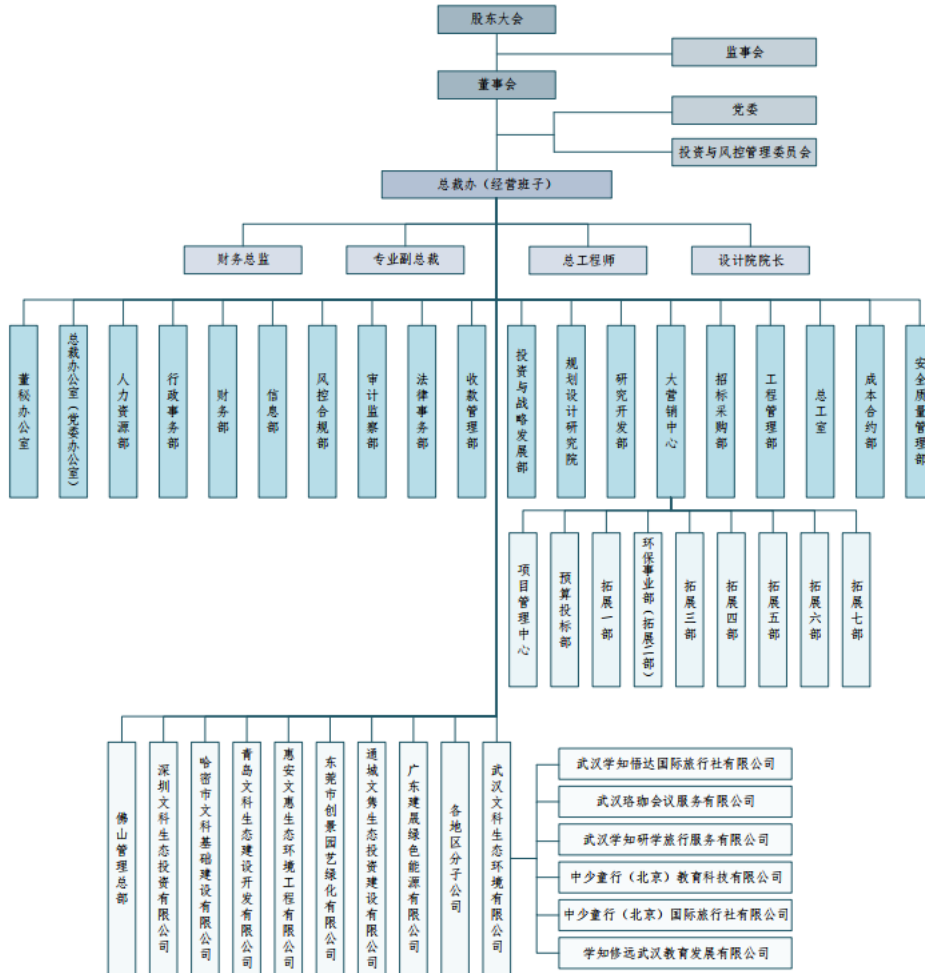 股东大会
监事会
董事会
党委
投资与风控管理委员会
总裁办（经营班子）
财务总监
专业副总裁
总工程师
设计院院长
董秘办公室
总裁办公室（党委办公室）
人力资源部
行政事务部
财务部
信息部
风控合规部
审计监察部
法律事务部
收款管理部
投资与战略发展部
规划设计研究院
研究开发部
大营销中心
招标采购部
工程管理部
总工室
成本合约部
安全质量管理部
项目管理中心
预算投标部
拓展一部
环保事业部（拓展二部）
拓展三部
拓展四部
拓展五部
拓展六部
拓展七部
佛山管理总部
深圳文科生态投资有限公司
哈密市文科基础建设有限公司
青岛文科生态建设开发有限公司
惠安文惠生态环境工程有限公司
东莞市创景园艺绿化有限公司
通城文隽生态投资建设有限公司
广东建晟绿色能源有限公司
各地区分子公司
武汉文科生态环境有限公司
武汉学知悟达国际旅行社有限公司
武汉珞珈会议服务有限公司
武汉学知研学旅行服务有限公司
中少童行（北京）教育科技有限公司
中少童行（北京）国际旅行社有限公司
学知修远武汉教育发展有限公司